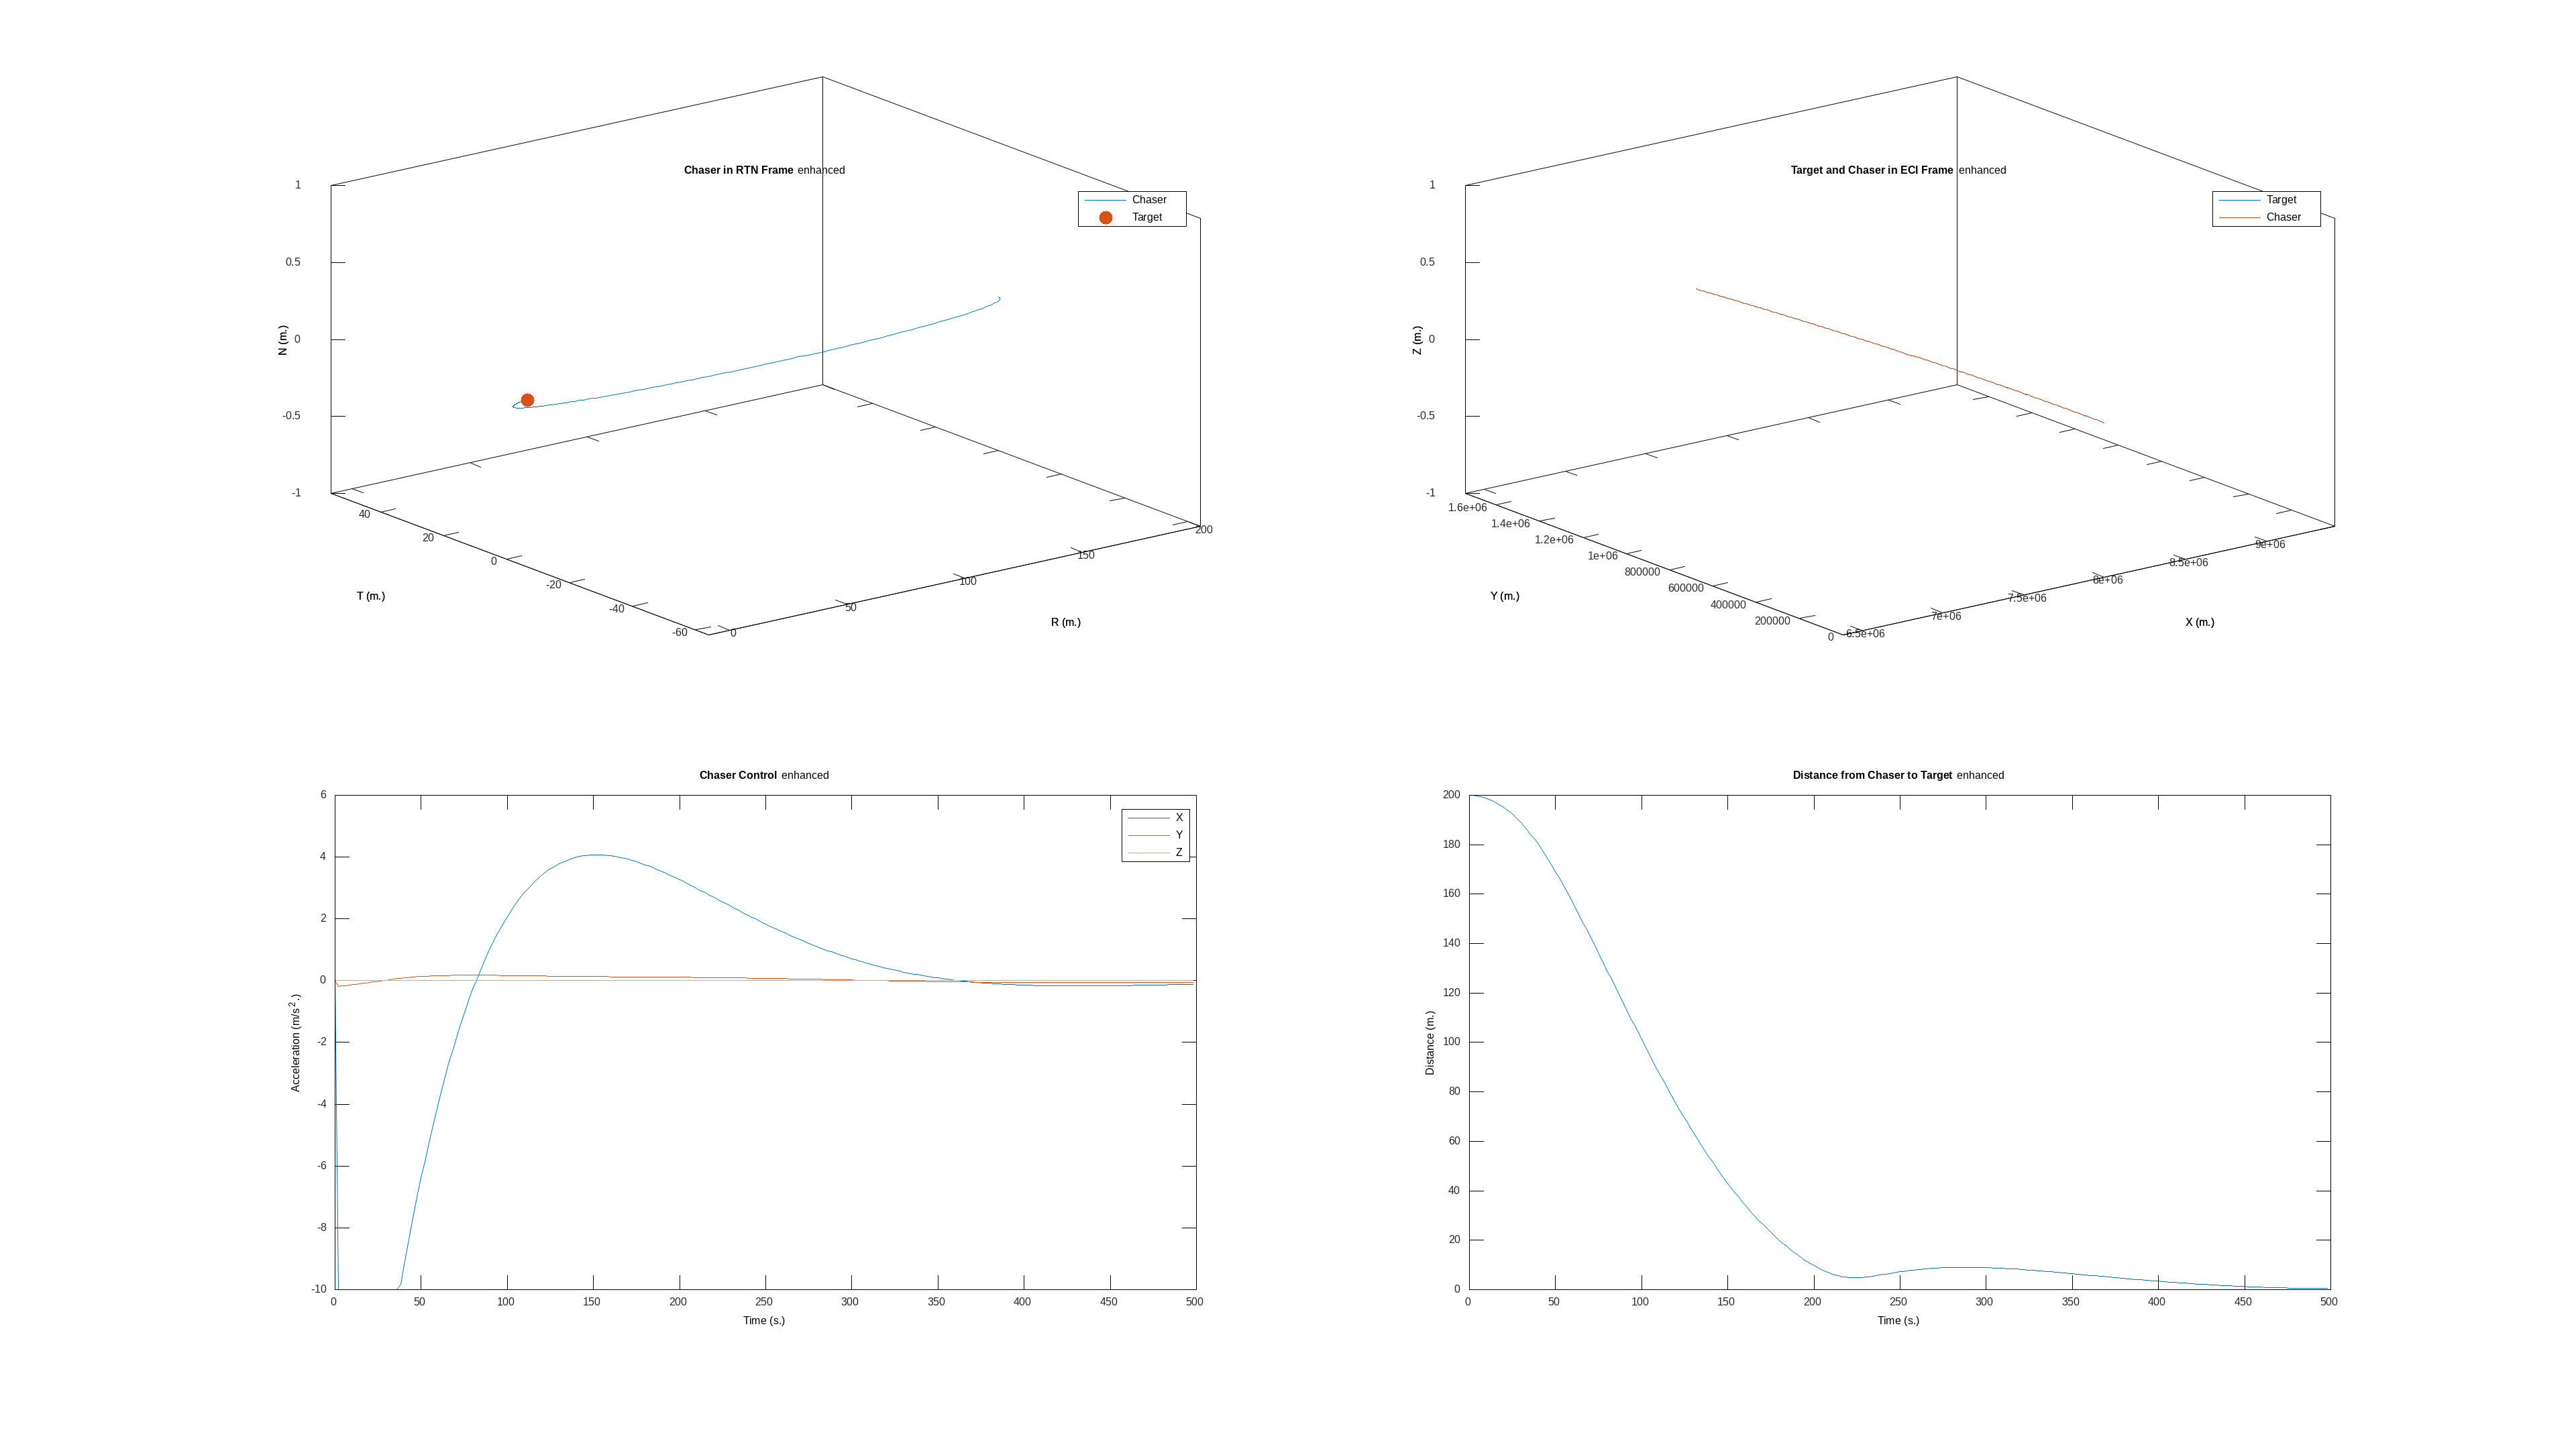 Chaser in RTN Frame enhanced
Chaser
Target
1
0.5
0
-0.5
-1
N (m.)
40
20
0
-20
-40
-60
T (m.)
0
50
100
150
200
R (m.)
Target and Chaser in ECI Frame enhanced
Target
Chaser
1
0.5
0
-0.5
-1
Z (m.)
1.6e+06
1.4e+06
1.2e+06
1e+06
800000
600000
400000
200000
0
Y (m.)
6.5e+06
7e+06
7.5e+06
8e+06
8.5e+06
9e+06
X (m.)
Chaser Control enhanced
X
Y
Z
6
4
2
0
-2
-4
-6
-8
-10
Acceleration (m/s².)
0 50 100 150 200 250 300 350 400 450 500
Time (s.)
Distance from Chaser to Target enhanced
200
180
160
140
120
100
80
60
40
20
0
Distance (m.)
0 50 100 150 200 250 300 350 400 450 500
Time (s.)